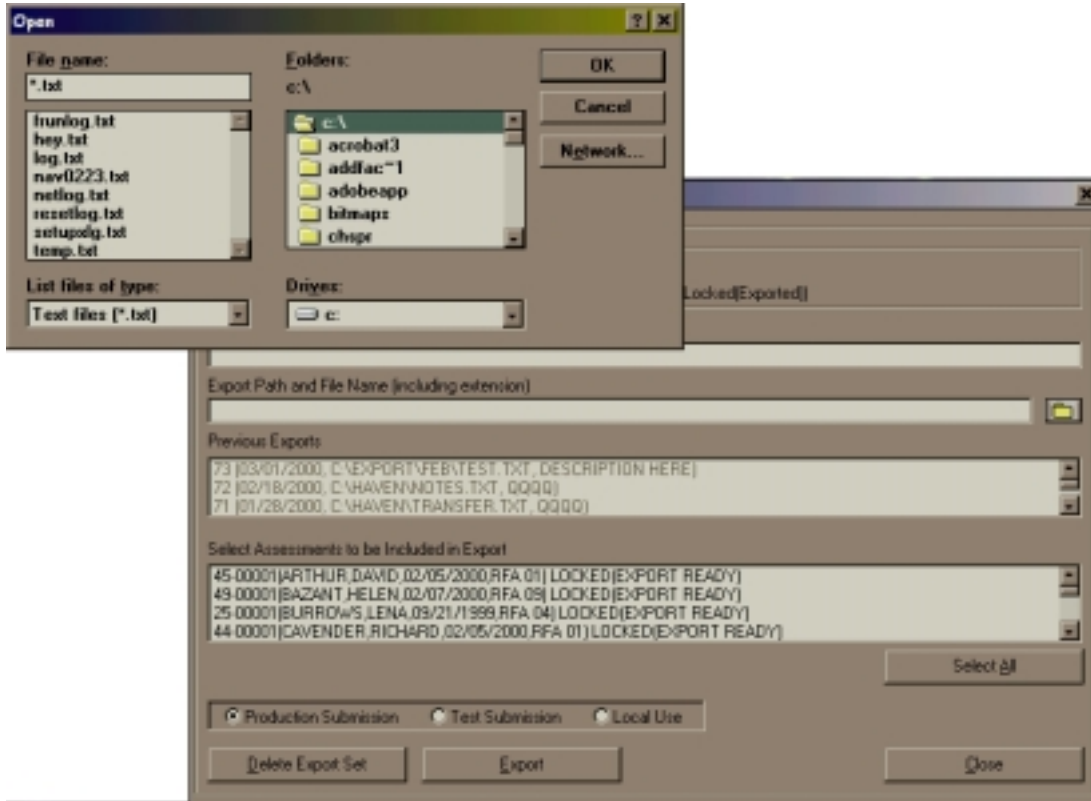 Open
File name:
*.txt
frunlog.txt
hey.txt
log.txt
nav0223.txt
netlog.txt
resetlog.txt
setupxlg.txt
temp.txt
List files of type:
Text files (*.txt)
Folders:
c:\
c:\
acrobat3
addfac~1
adobeapp
bitmaps
chspr
Drives:
c:
OK
Cancel
Network...
Locked(Exported))
Export Path and File Name (including extension)
Previous Exports
73 (03/01/2000, C:\EXPORT\FEB\TEST.TXT, DESCRIPTION HERE)
72 (02/18/2000, C:\HAVEN\NOTES.TXT, QQQQ)
71 (01/28/2000, C:\HAVEN\TRANSFER.TXT, QQQQ)
Select Assessments to be Included in Export
45-00001(ARTHUR,DAVID,02/05/2000,RFA 01) LOCKED(EXPORT READY)
49-00001(BAZANT,HELEN,02/07/2000,RFA 09) LOCKED(EXPORT READY)
25-00001(BURROWS,LENA,09/21/1999,RFA 04) LOCKED(EXPORT READY)
44-00001(CAVENDER,RICHARD,02/05/2000,RFA 01) LOCKED(EXPORT READY)
Select All
Production Submission
Test Submission
Local Use
Delete Export Set
Export
Close